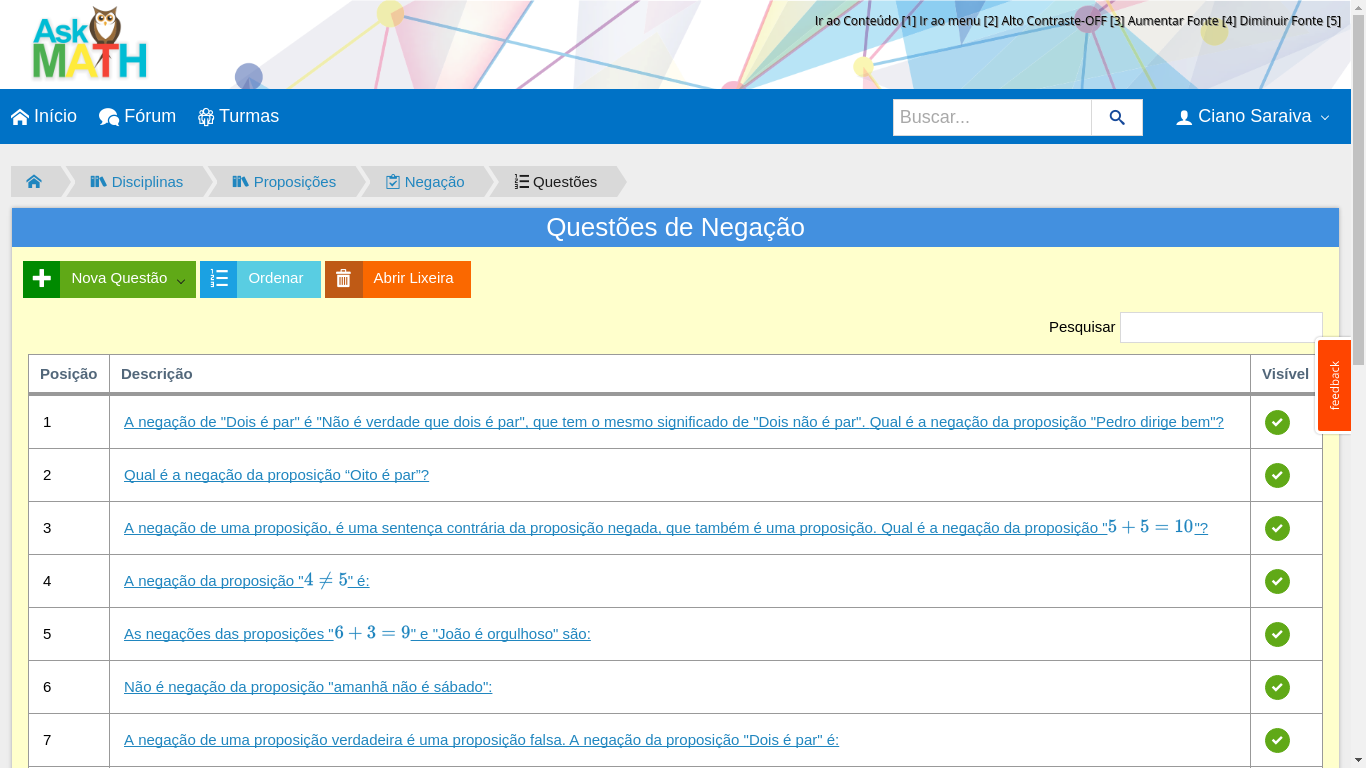 Ask
MATH
Ir ao Conteúdo [1] Ir ao menu [2] Alto Contraste-OFF [3] Aumentar Fonte [4] Diminuir Fonte [5]
Início Fórum Turmas Buscar... Ciano Saraiva
Disciplinas Proposições Negação Questões
Questões de Negação
Nova Questão Ordenar Abrir Lixeira
Pesquisar
feedback
Posição Descrição Visível
1 A negação de "Dois é par" é "Não é verdade que dois é par", que tem o mesmo significado de "Dois não é par". Qual é a negação da proposição "Pedro dirige bem"?
2 Qual é a negação da proposição “Oito é par”?
3 A negação de uma proposição, é uma sentença contrária da proposição negada, que também é uma proposição. Qual é a negação da proposição "5 + 5 = 10"?
4 A negação da proposição "4 ≠ 5" é:
5 As negações das proposições "6 + 3 = 9" e "João é orgulhoso" são:
6 Não é negação da proposição "amanhã não é sábado":
7 A negação de uma proposição verdadeira é uma proposição falsa. A negação da proposição "Dois é par" é: